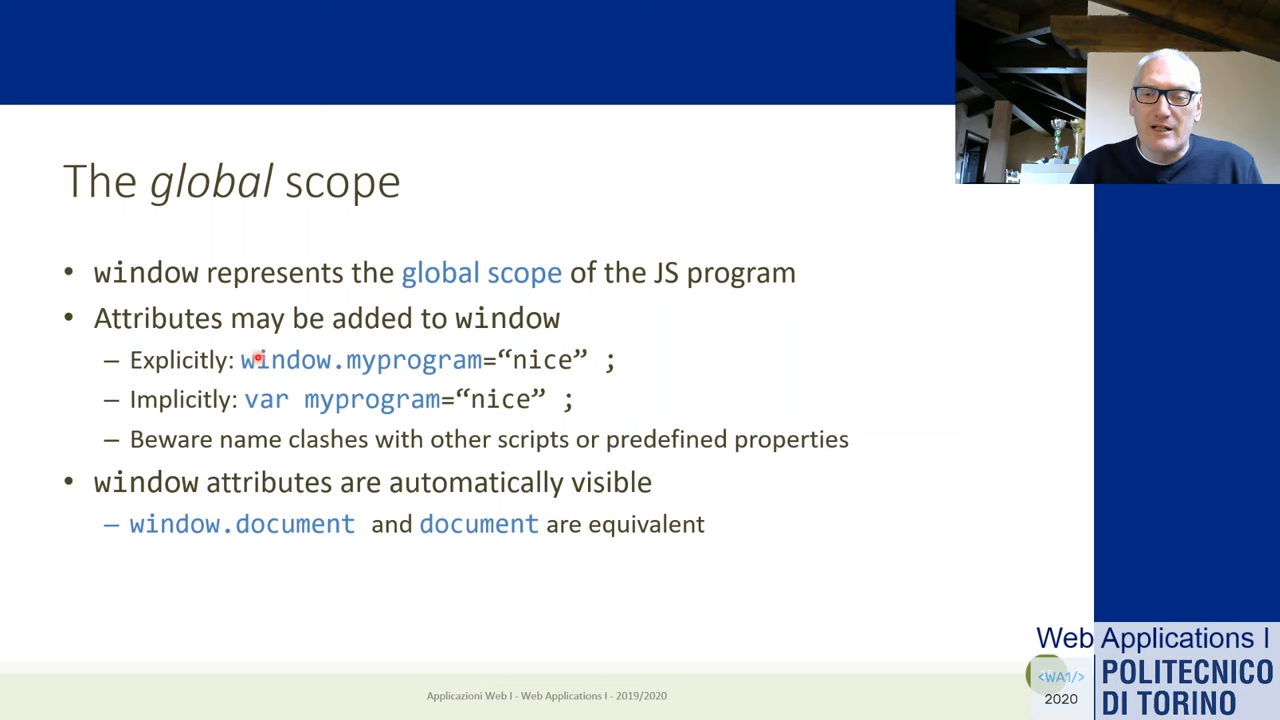 The global scope
• window represents the global scope of the JS program
• Attributes may be added to window
– Explicitly: window.myprogram=“nice” ;
– Implicitly: var myprogram=“nice” ;
– Beware name clashes with other scripts or predefined properties
• window attributes are automatically visible
– window.document and document are equivalent
Applicazioni Web I - Web Applications I - 2019/2020
Web Applications I
<WA1/>
2020
POLITECNICO
DI TORINO